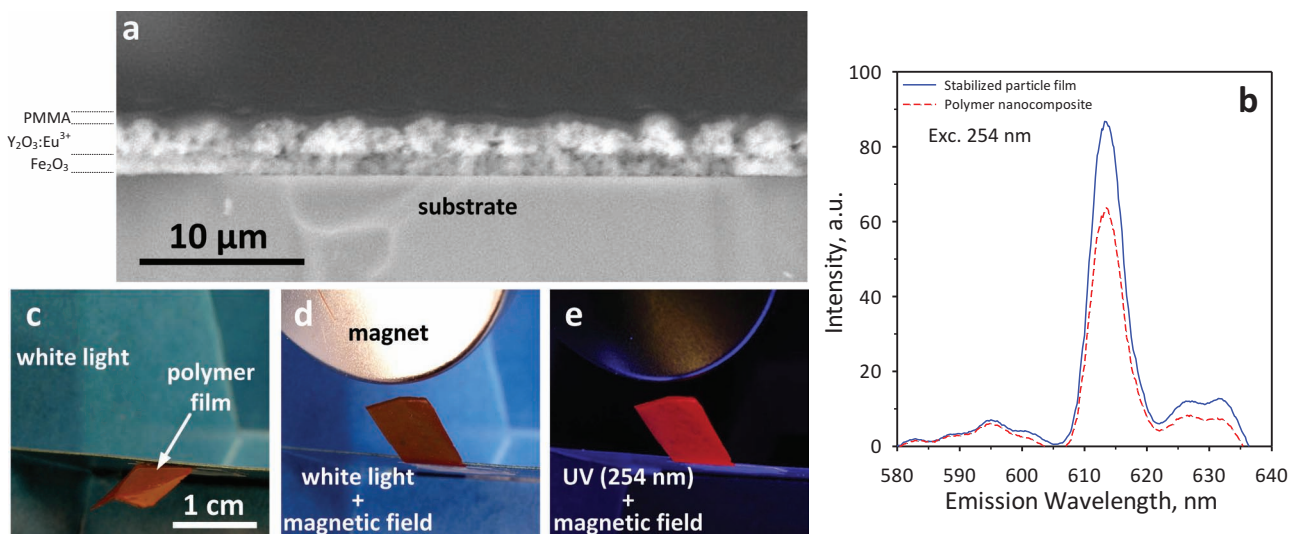 a
PMMA
Y₂O₃:Eu³⁺
Fe₂O₃
substrate
10 µm
b
Stabilized particle film
Polymer nanocomposite
Exc. 254 nm
100
80
60
40
20
0
580
590
600
610
620
630
640
Intensity, a.u.
Emission Wavelength, nm
c
white light
polymer
film
1 cm
d
magnet
white light
+
magnetic field
e
UV (254 nm)
+
magnetic field